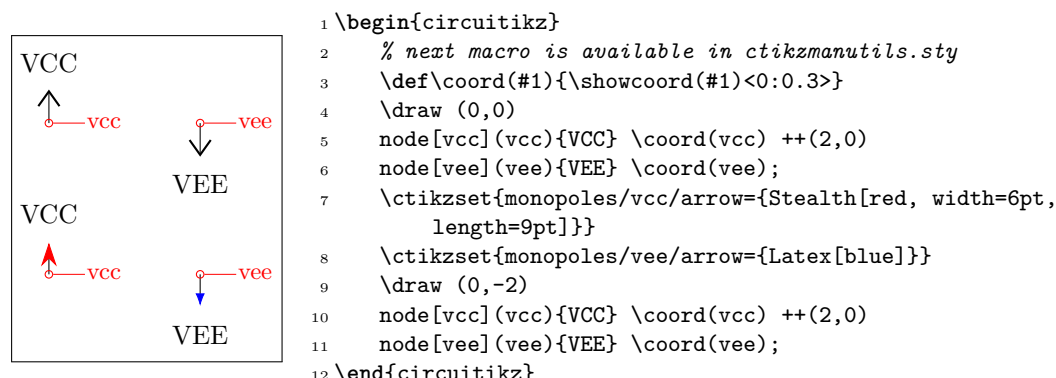 VCC
vcc
vee
VEE
VCC
vcc
vee
VEE
1 \begin{circuitikz}
2 % next macro is available in ctikzmanutils.sty
3 \def\coord(#1){\showcoord(#1)<0:0.3>}
4 \draw (0,0)
5 node[vcc](vcc){VCC} \coord(vcc) ++(2,0)
6 node[vee](vee){VEE} \coord(vee);
7 \ctikzset{monopoles/vcc/arrow={Stealth[red, width=6pt,
length=9pt]}}
8 \ctikzset{monopoles/vee/arrow={Latex[blue]}}
9 \draw (0,-2)
10 node[vcc](vcc){VCC} \coord(vcc) ++(2,0)
11 node[vee](vee){VEE} \coord(vee);
12 \end{circuitikz}